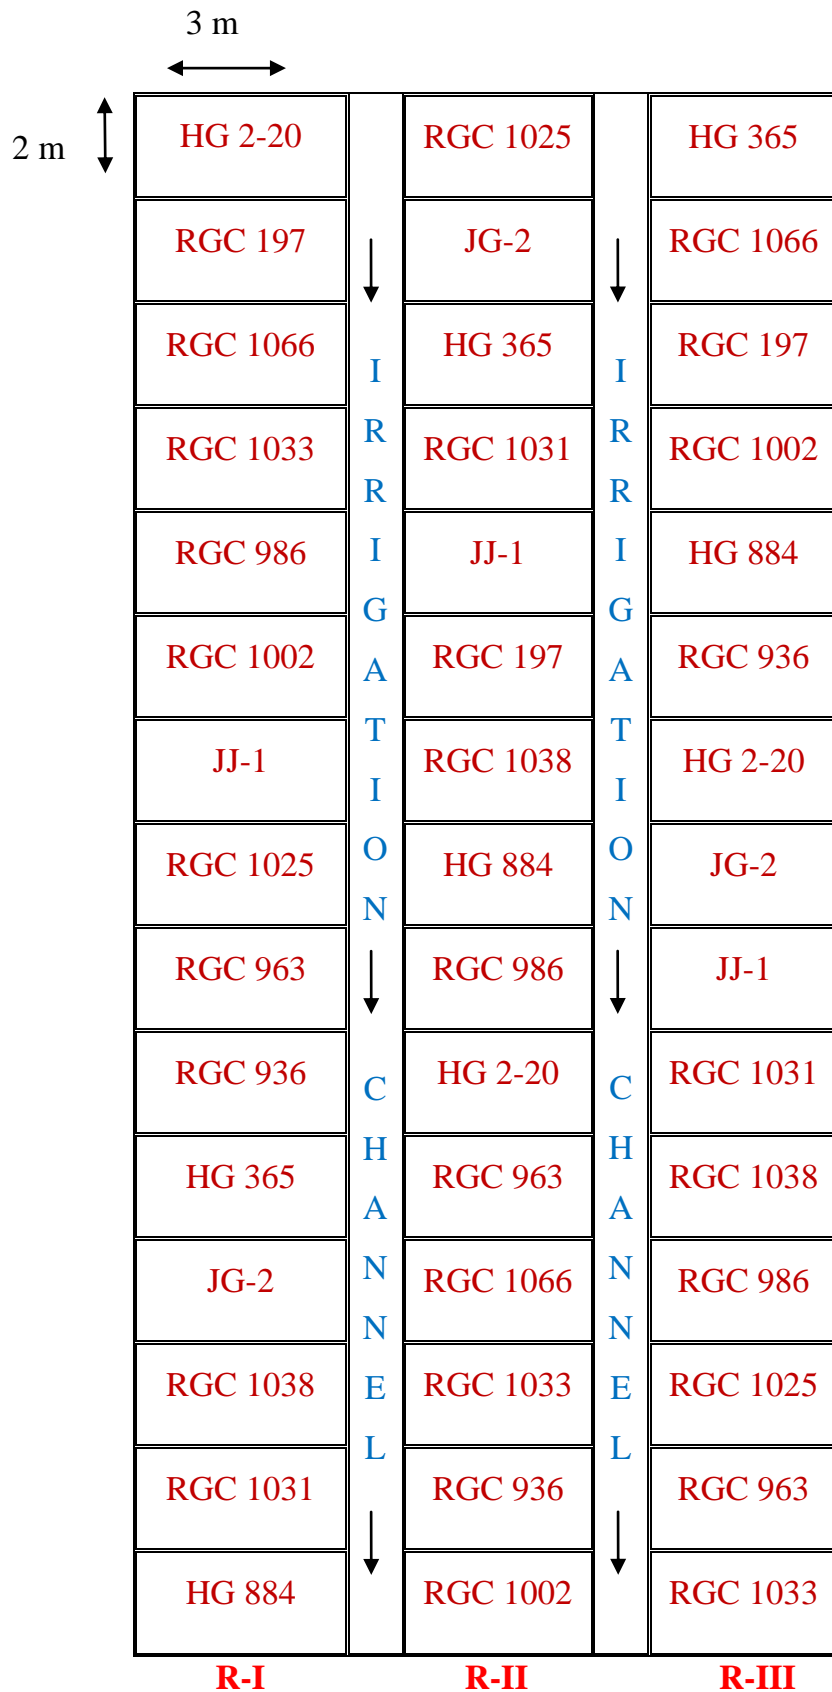 3 m
2 m
HG 2-20 RGC 1025 HG 365
RGC 197 JG-2 RGC 1066
RGC 1066 HG 365 RGC 197
RGC 1033 RGC 1031 RGC 1002
RGC 986 JJ-1 HG 884
RGC 1002 RGC 197 RGC 936
JJ-1 RGC 1038 HG 2-20
RGC 1025 HG 884 JG-2
RGC 963 RGC 986 JJ-1
RGC 936 HG 2-20 RGC 1031
HG 365 RGC 963 RGC 1038
JG-2 RGC 1066 RGC 986
RGC 1038 RGC 1033 RGC 1025
RGC 1031 RGC 936 RGC 963
HG 884 RGC 1002 RGC 1033
IRRIGATION CHANNEL
IRRIGATION CHANNEL
R-I R-II R-III